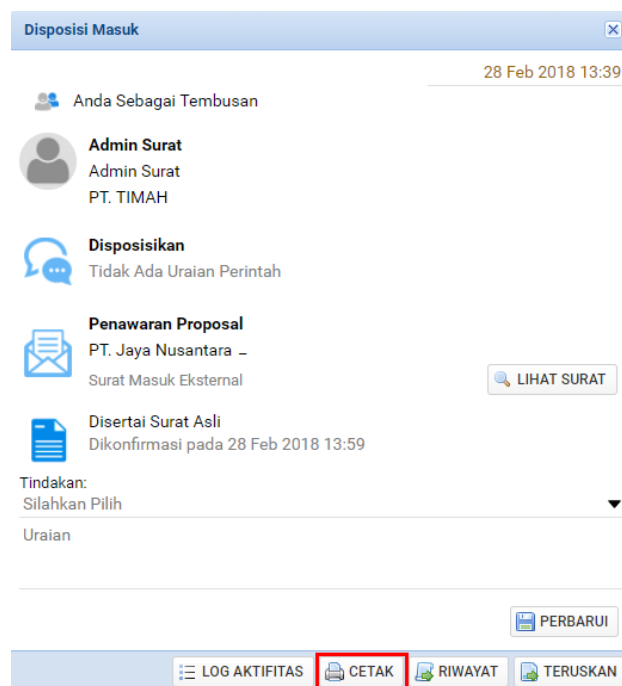 Disposisi Masuk
28 Feb 2018 13:39
Anda Sebagai Tembusan
Admin Surat
Admin Surat
PT. TIMAH
Disposisikan
Tidak Ada Uraian Perintah
Penawaran Proposal
PT. Jaya Nusantara –
Surat Masuk Eksternal
LIHAT SURAT
Disertai Surat Asli
Dikonfirmasi pada 28 Feb 2018 13:59
Tindakan:
Silahkan Pilih
Uraian
PERBARUI
LOG AKTIFITAS CETAK RIWAYAT TERUSKAN